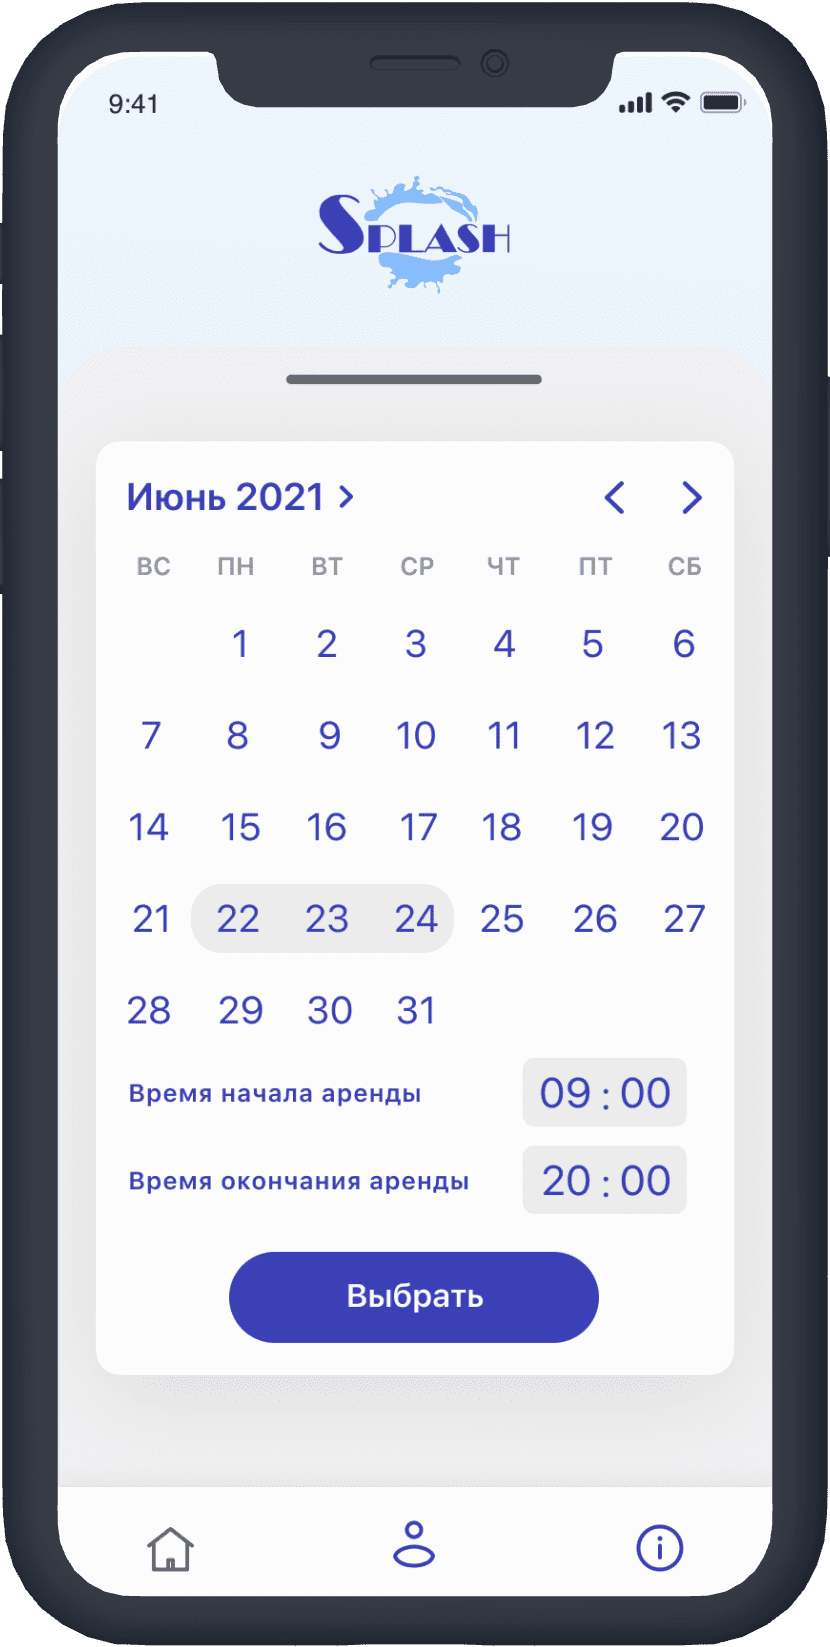 9:41
SPLASH
Июнь 2021
ВС ПН ВТ СР ЧТ ПТ СБ
1 2 3 4 5 6
7 8 9 10 11 12 13
14 15 16 17 18 19 20
21 22 23 24 25 26 27
28 29 30 31
Время начала аренды 09 : 00
Время окончания аренды 20 : 00
Выбрать